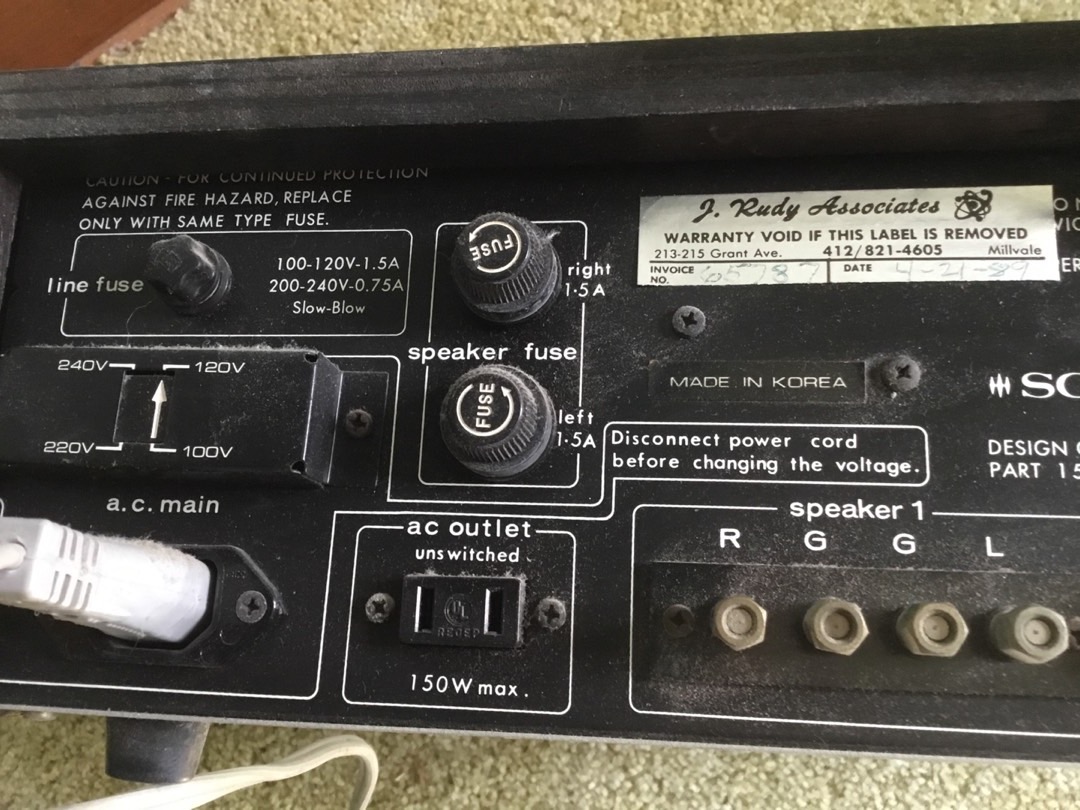 CAUTION - FOR CONTINUED PROTECTION
AGAINST FIRE HAZARD, REPLACE
ONLY WITH SAME TYPE FUSE.
line fuse
100-120V-1.5A
200-240V-0.75A
Slow-Blow
FUSE
right
1·5A
speaker fuse
FUSE
left
1·5A
J. Rudy Associates
WARRANTY VOID IF THIS LABEL IS REMOVED
213-215 Grant Ave. 412/821-4605 Millvale
INVOICE NO. 65787 DATE 4-21-89
MADE IN KOREA
SO
240V 120V
220V 100V
a.c. main
Disconnect power cord
before changing the voltage.
DESIGN
PART 15
ac outlet
unswitched
UL
150W max.
speaker 1
R G G L